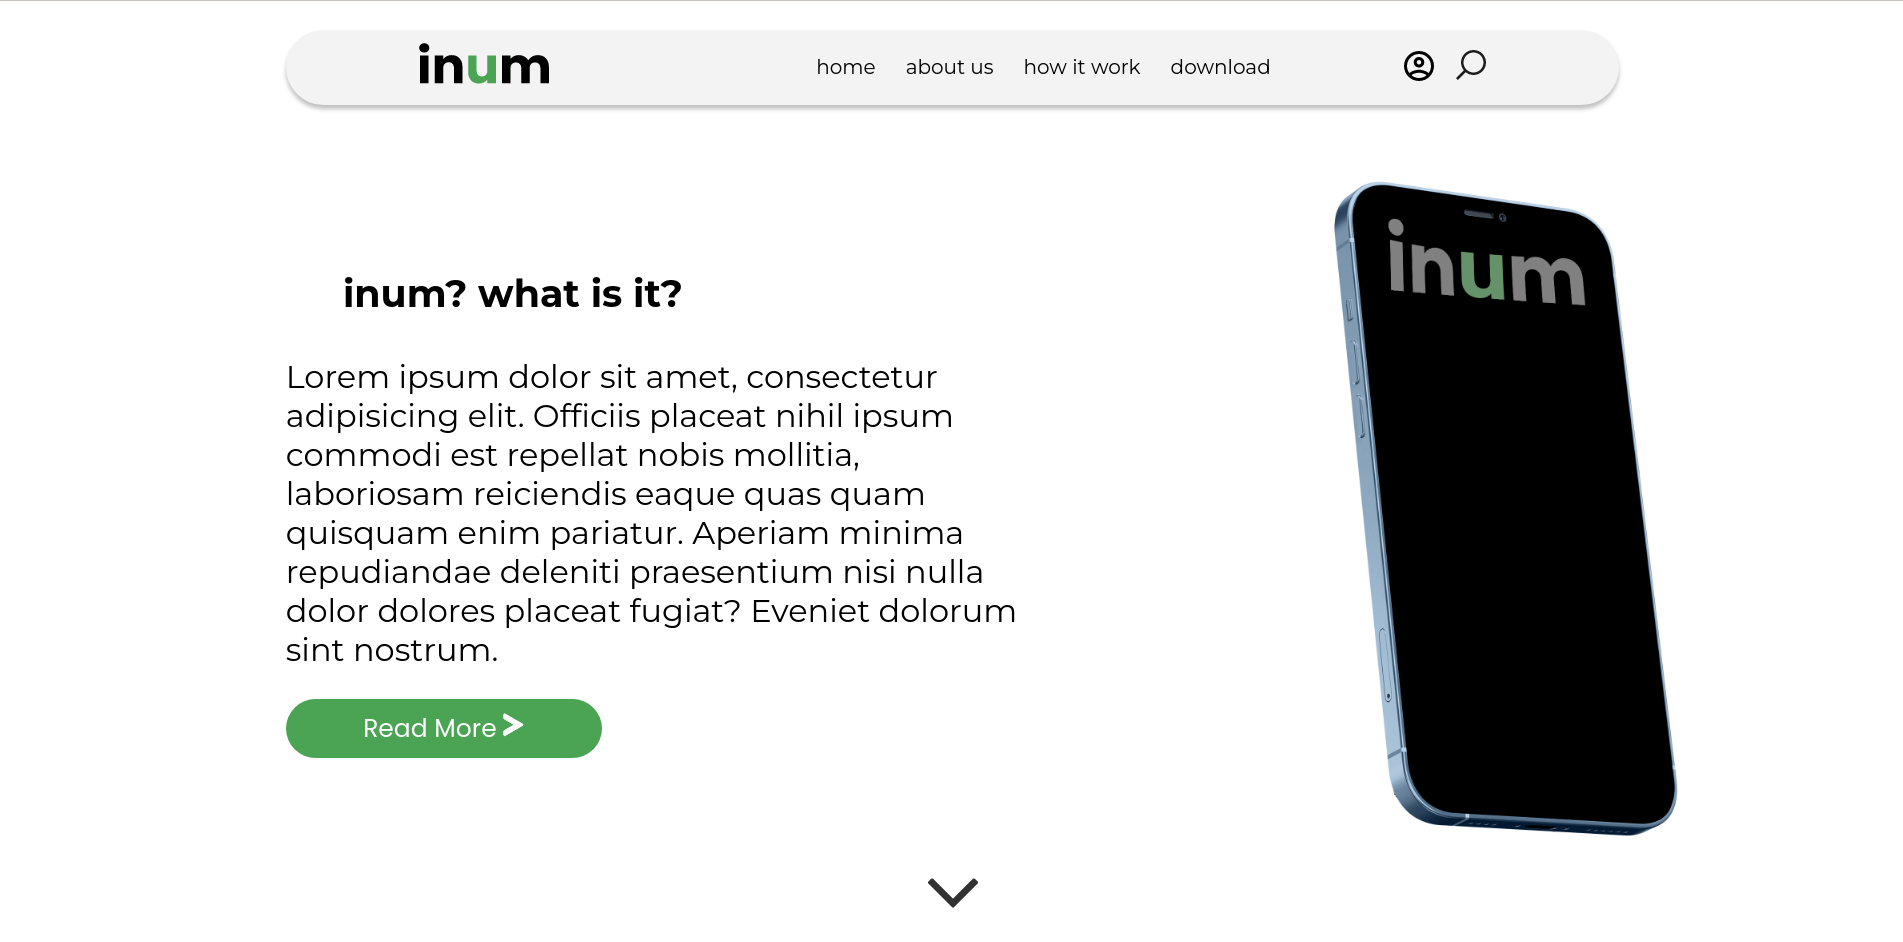 inum
home about us how it work download
inum
inum? what is it?
Lorem ipsum dolor sit amet, consectetur
adipisicing elit. Officiis placeat nihil ipsum
commodi est repellat nobis mollitia,
laboriosam reiciendis eaque quas quam
quisquam enim pariatur. Aperiam minima
repudiandae deleniti praesentium nisi nulla
dolor dolores placeat fugiat? Eveniet dolorum
sint nostrum.
Read More